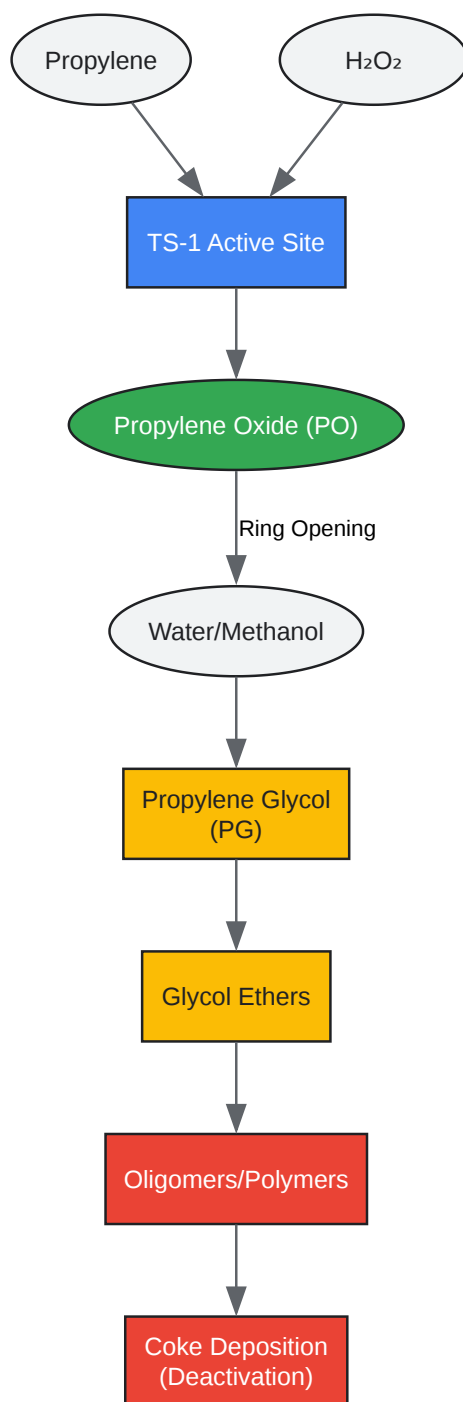 Propylene
H₂O₂
TS-1 Active Site
Propylene Oxide (PO)
Ring Opening
Water/Methanol
Propylene Glycol
(PG)
Glycol Ethers
Oligomers/Polymers
Coke Deposition
(Deactivation)